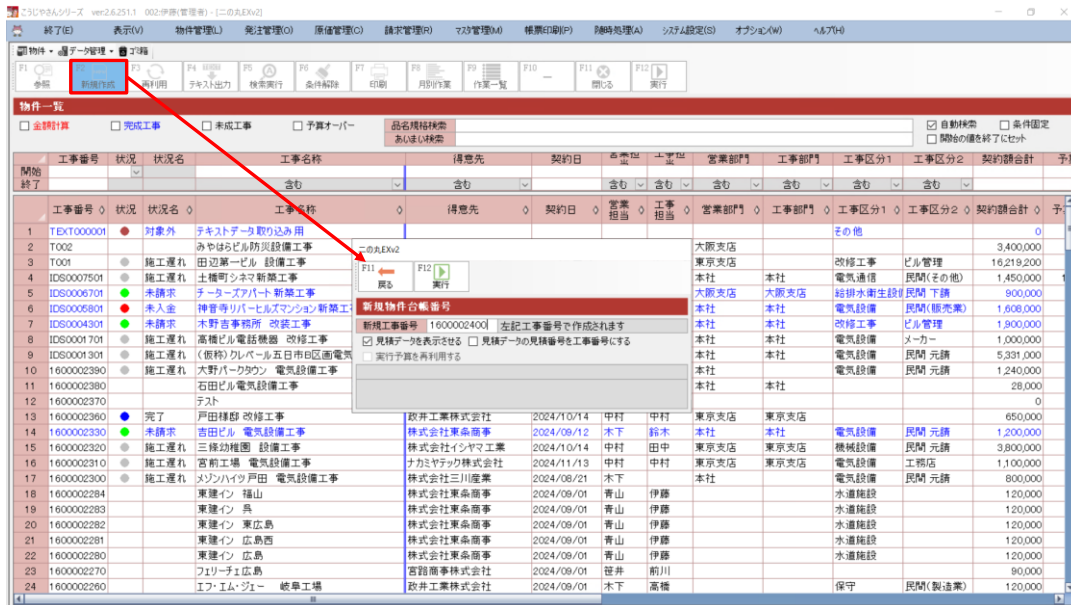 こうじやさんシリーズ ver2.6.251.1 002:伊藤(管理者) - [二の丸EXv2]
終了(E) 表示(V) 物件管理(L) 発注管理(O) 原価管理(C) 請求管理(R) マスタ管理(M) 帳票印刷(P) 随時処理(A) システム設定(S) オプション(W) ヘルプ(H)
物件 データ管理 ゴミ箱
F1 参照 F2 新規作成 F3 再利用 F4 テキスト出力 F5 検索実行 F6 条件解除 F7 印刷 F8 月別作業 F9 作業一覧 F10 F11 閉じる F12 実行
物件一覧
金額計算 完成工事 未成工事 予算オーバー 品名規格検索 自動検索 条件固定
あいまい検索 開始の値を終了にセット
工事番号 状況 状況名 工事名称 得意先 契約日 営業部門 工事部門 工事区分1 工事区分2 契約額合計
開始
終了 含む 含む 含む 含む 含む 含む 含む 含む
工事番号 状況 状況名 工事名称 得意先 契約日 営業担当 工事担当 営業部門 工事部門 工事区分1 工事区分2 契約額合計
1 TEXT000001 対象外 テキストデータ取り込み用 その他 0
2 T002 みやはらビル防災設備工事 大阪支店 3,400,000
3 T001 施工遅れ 田辺第一ビル 設備工事 東京支店 改修工事 ビル管理 16,219,200
4 IDS0007501 施工遅れ 土橋町シネマ新築工事 本社 本社 電気通信 民間(その他) 1,450,000
5 IDS0006701 未請求 チーターズアパート新築工事 大阪支店 大阪支店 給排水衛生設備 民間 下請 900,000
6 IDS0005801 未入金 神音寺リバーヒルズマンション新築工 本社 本社 電気設備 民間(販売業) 1,608,000
7 IDS0004301 未請求 木野吉事務所 改装工事 本社 本社 改修工事 ビル管理 1,900,000
8 IDS0001701 施工遅れ 高橋ビル電話機器 改修工事 本社 本社 電気設備 メーカー 1,000,000
9 IDS0001301 施工遅れ (仮称)クレベール五日市B区画電気 本社 本社 電気設備 民間 元請 5,331,000
10 1600002390 施工遅れ 大野パークタウン 電気設備工事 本社 電気設備 民間 元請 1,240,000
11 1600002380 石田ビル電気設備工事 本社 本社 28,000
12 1600002370 テスト 0
13 1600002360 完了 戸田様邸 改修工事 政井工業株式会社 2024/10/14 中村 中村 東京支店 東京支店 650,000
14 1600002330 未請求 吉田ビル 電気設備工事 株式会社東条商事 2024/09/12 木下 鈴木 本社 本社 電気設備 民間 元請 1,200,000
15 1600002320 施工遅れ 三條幼稚園 設備工事 株式会社イシヤマ工業 2024/10/14 中村 田中 東京支店 東京支店 機械設備 民間 元請 3,800,000
16 1600002310 施工遅れ 宮前工場 電気設備工事 ナカミヤテック株式会社 2024/11/13 中村 中村 東京支店 東京支店 電気設備 工務店 1,100,000
17 1600002300 施工遅れ メゾンハイツ戸田 電気設備工事 株式会社三川産業 2024/08/21 木下 本社 電気設備 民間 元請 800,000
18 1600002284 東建イン 福山 株式会社東条商事 2024/09/01 青山 伊藤 水道施設 120,000
19 1600002283 東建イン 呉 株式会社東条商事 2024/09/01 青山 伊藤 水道施設 120,000
20 1600002282 東建イン 東広島 株式会社東条商事 2024/09/01 青山 伊藤 水道施設 120,000
21 1600002281 東建イン 広島西 株式会社東条商事 2024/09/01 青山 伊藤 水道施設 120,000
22 1600002280 東建イン 広島 株式会社東条商事 2024/09/01 青山 伊藤 水道施設 120,000
23 1600002270 フェリーチェ広島 宮路商事株式会社 2024/09/01 笹井 前川 90,000
24 1600002260 エフ・エム・ジェー 岐阜工場 政井工業株式会社 2024/09/01 木下 高橋 保守 民間(製造業) 120,000
二の丸EXv2
F11 戻る F12 実行
新規物件台帳番号
新規工事番号 1600002400 左記工事番号で作成されます
見積データを表示させる 見積データの見積番号を工事番号にする
実行予算を再利用する